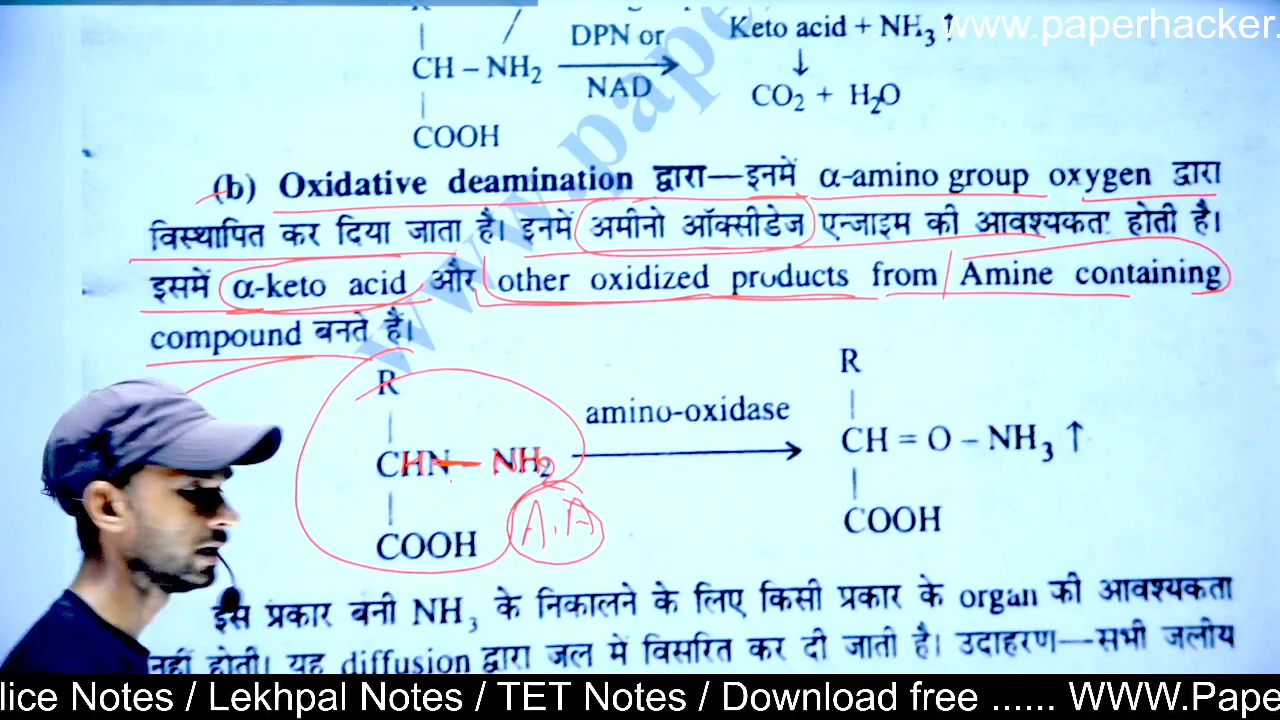 www.paperhacker.
DPN or
Keto acid + NH₃ ↑
CH – NH₂
NAD
↓
CO₂ + H₂O
COOH
(b) Oxidative deamination द्वारा—इनमें α-amino group oxygen द्वारा
विस्थापित कर दिया जाता है। इनमें अमीनो ऑक्सीडेज एन्जाइम की आवश्यकता होती है।
इसमें α-keto acid और other oxidized products from Amine containing
compound बनते हैं।
R
R
amino-oxidase
CHN – NH₂
CH = O – NH₃ ↑
COOH
A.A
COOH
इस प्रकार बनी NH₃ के निकालने के लिए किसी प्रकार के organ की आवश्यकता
नहीं होती। यह diffusion द्वारा जल में विसरित कर दी जाती है। उदाहरण—सभी जलीय
lice Notes / Lekhpal Notes / TET Notes / Download free ...... WWW.Pape